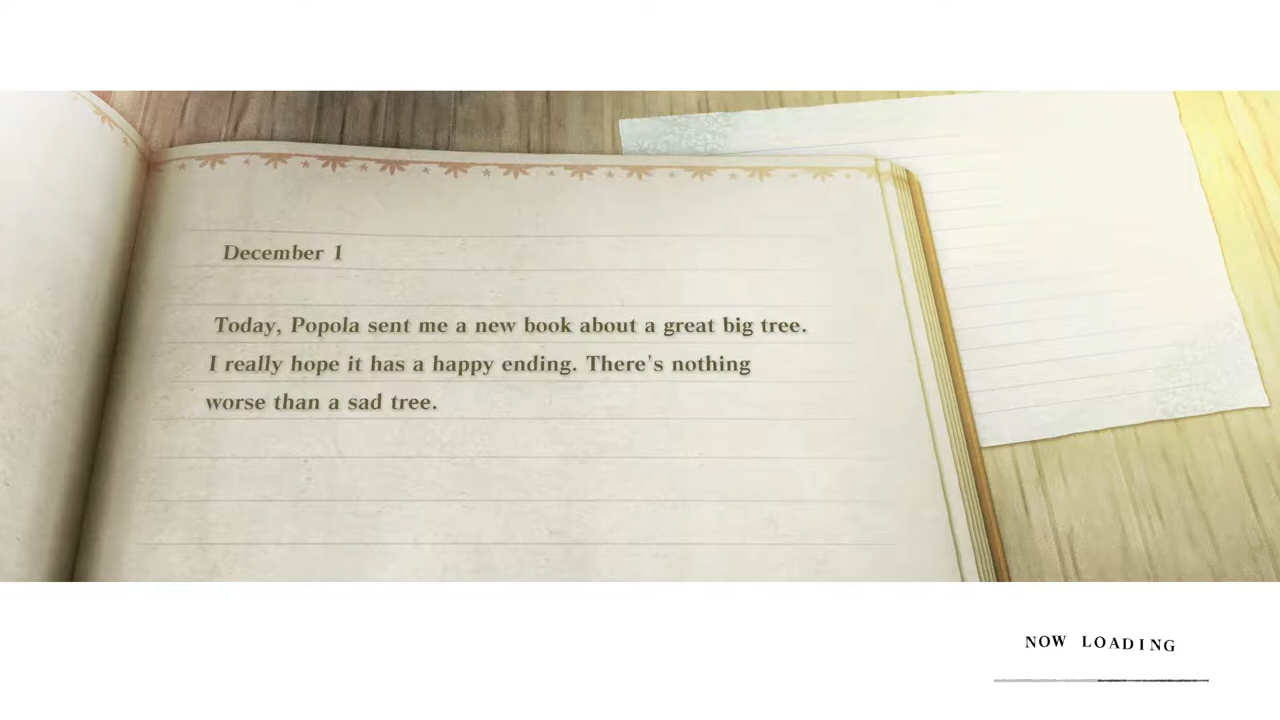 December 1
Today, Popola sent me a new book about a great big tree.
I really hope it has a happy ending. There's nothing
worse than a sad tree.
NOW LOADING